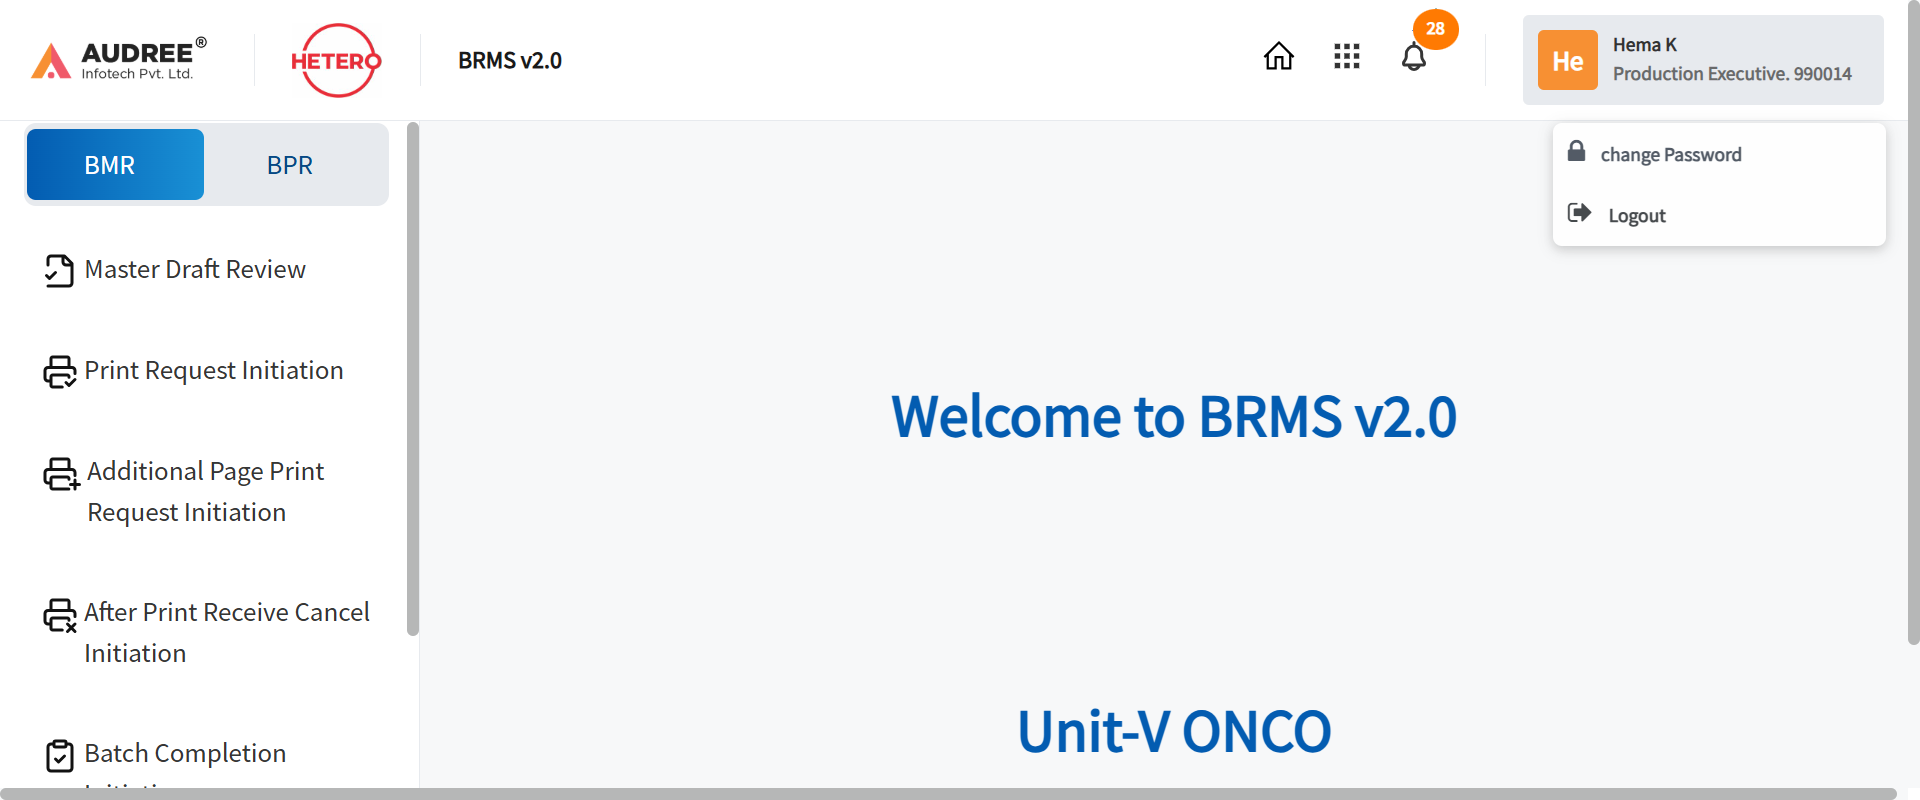 AUDREE®
Infotech Pvt. Ltd.
HETERO
BRMS v2.0
28
He
Hema K
Production Executive. 990014
change Password
Logout
BMR
BPR
Master Draft Review
Print Request Initiation
Additional Page Print
Request Initiation
After Print Receive Cancel
Initiation
Batch Completion
Welcome to BRMS v2.0
Unit-V ONCO